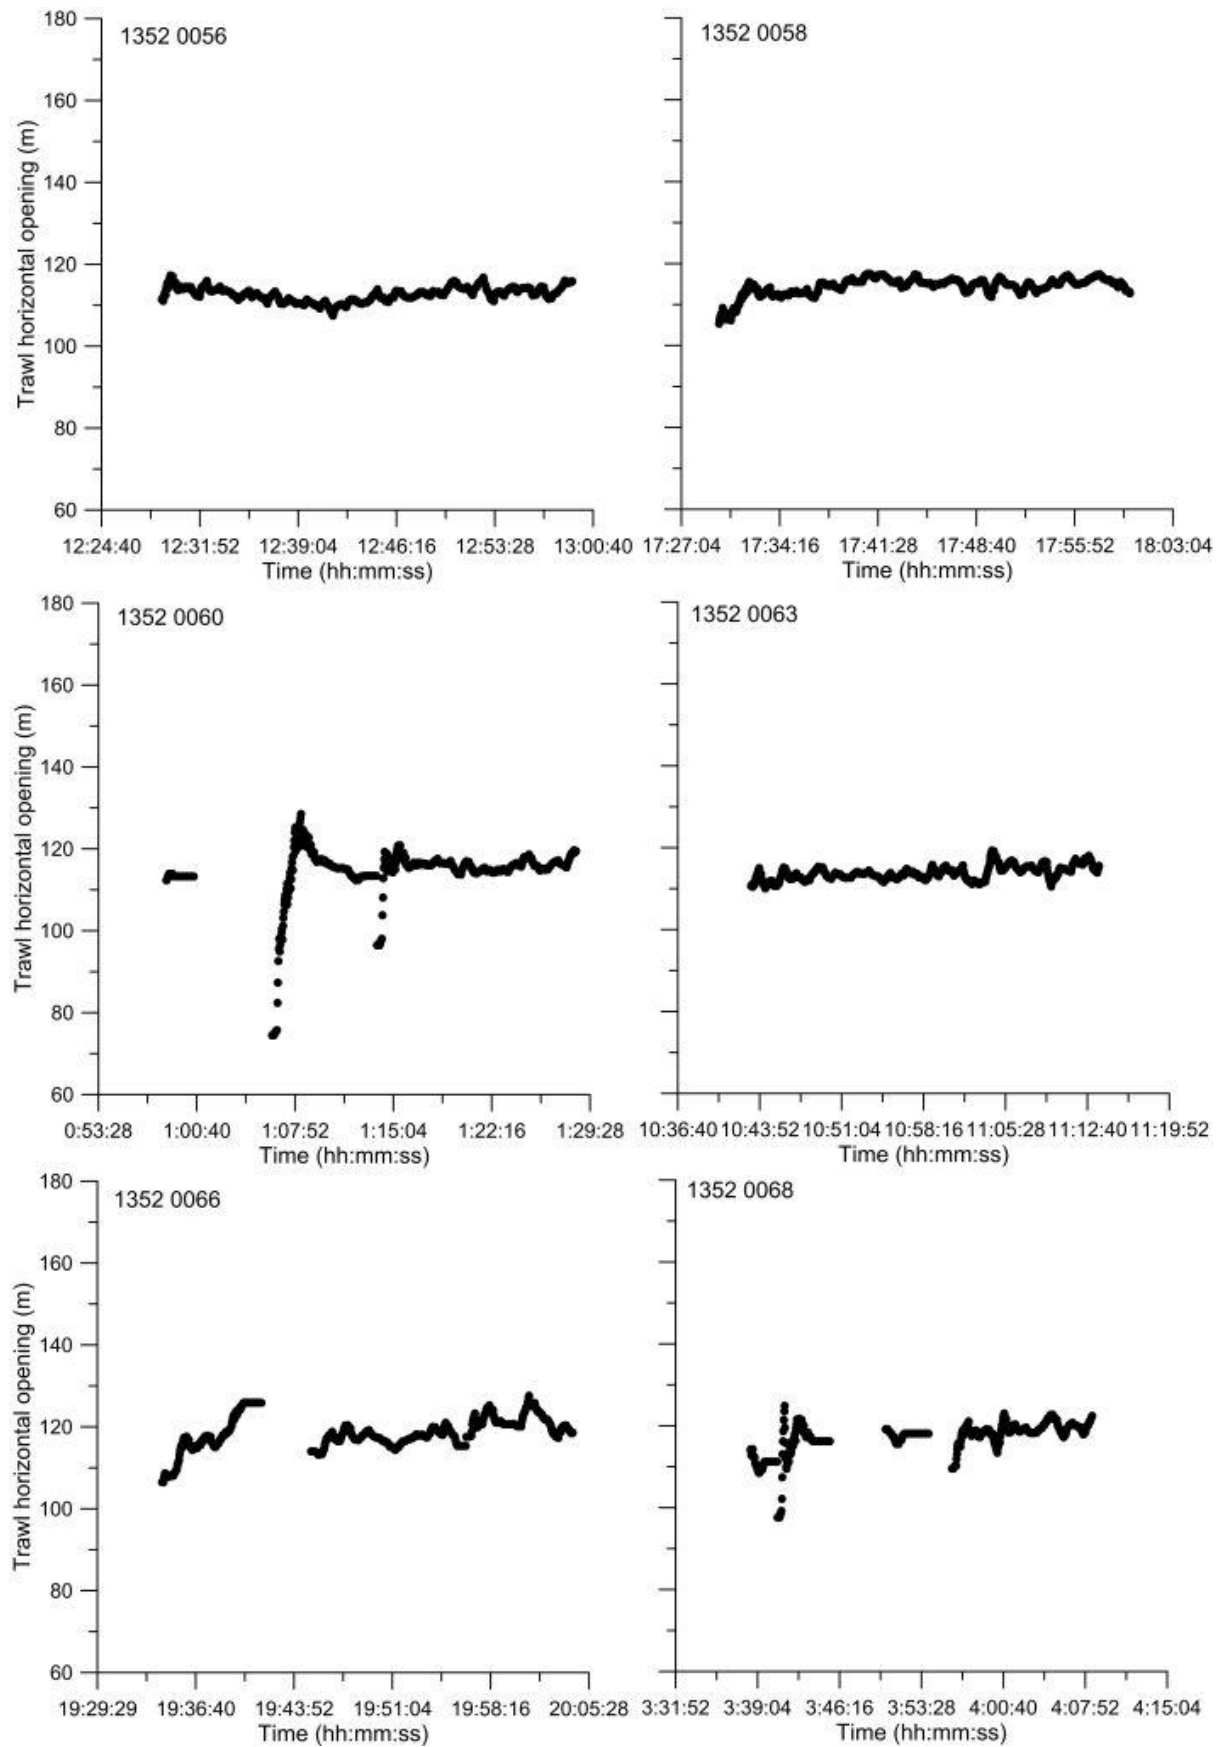 180
160
140
120
100
80
60
Trawl horizontal opening (m)
1352 0056
12:24:40 12:31:52 12:39:04 12:46:16 12:53:28 13:00:40
Time (hh:mm:ss)
1352 0058
17:27:04 17:34:16 17:41:28 17:48:40 17:55:52 18:03:04
Time (hh:mm:ss)
180
160
140
120
100
80
60
Trawl horizontal opening (m)
1352 0060
0:53:28 1:00:40 1:07:52 1:15:04 1:22:16 1:29:28
Time (hh:mm:ss)
1352 0063
10:36:40 10:43:52 10:51:04 10:58:16 11:05:28 11:12:40 11:19:52
Time (hh:mm:ss)
180
160
140
120
100
80
60
Trawl horizontal opening (m)
1352 0066
19:29:29 19:36:40 19:43:52 19:51:04 19:58:16 20:05:28
Time (hh:mm:ss)
1352 0068
3:31:52 3:39:04 3:46:16 3:53:28 4:00:40 4:07:52 4:15:04
Time (hh:mm:ss)